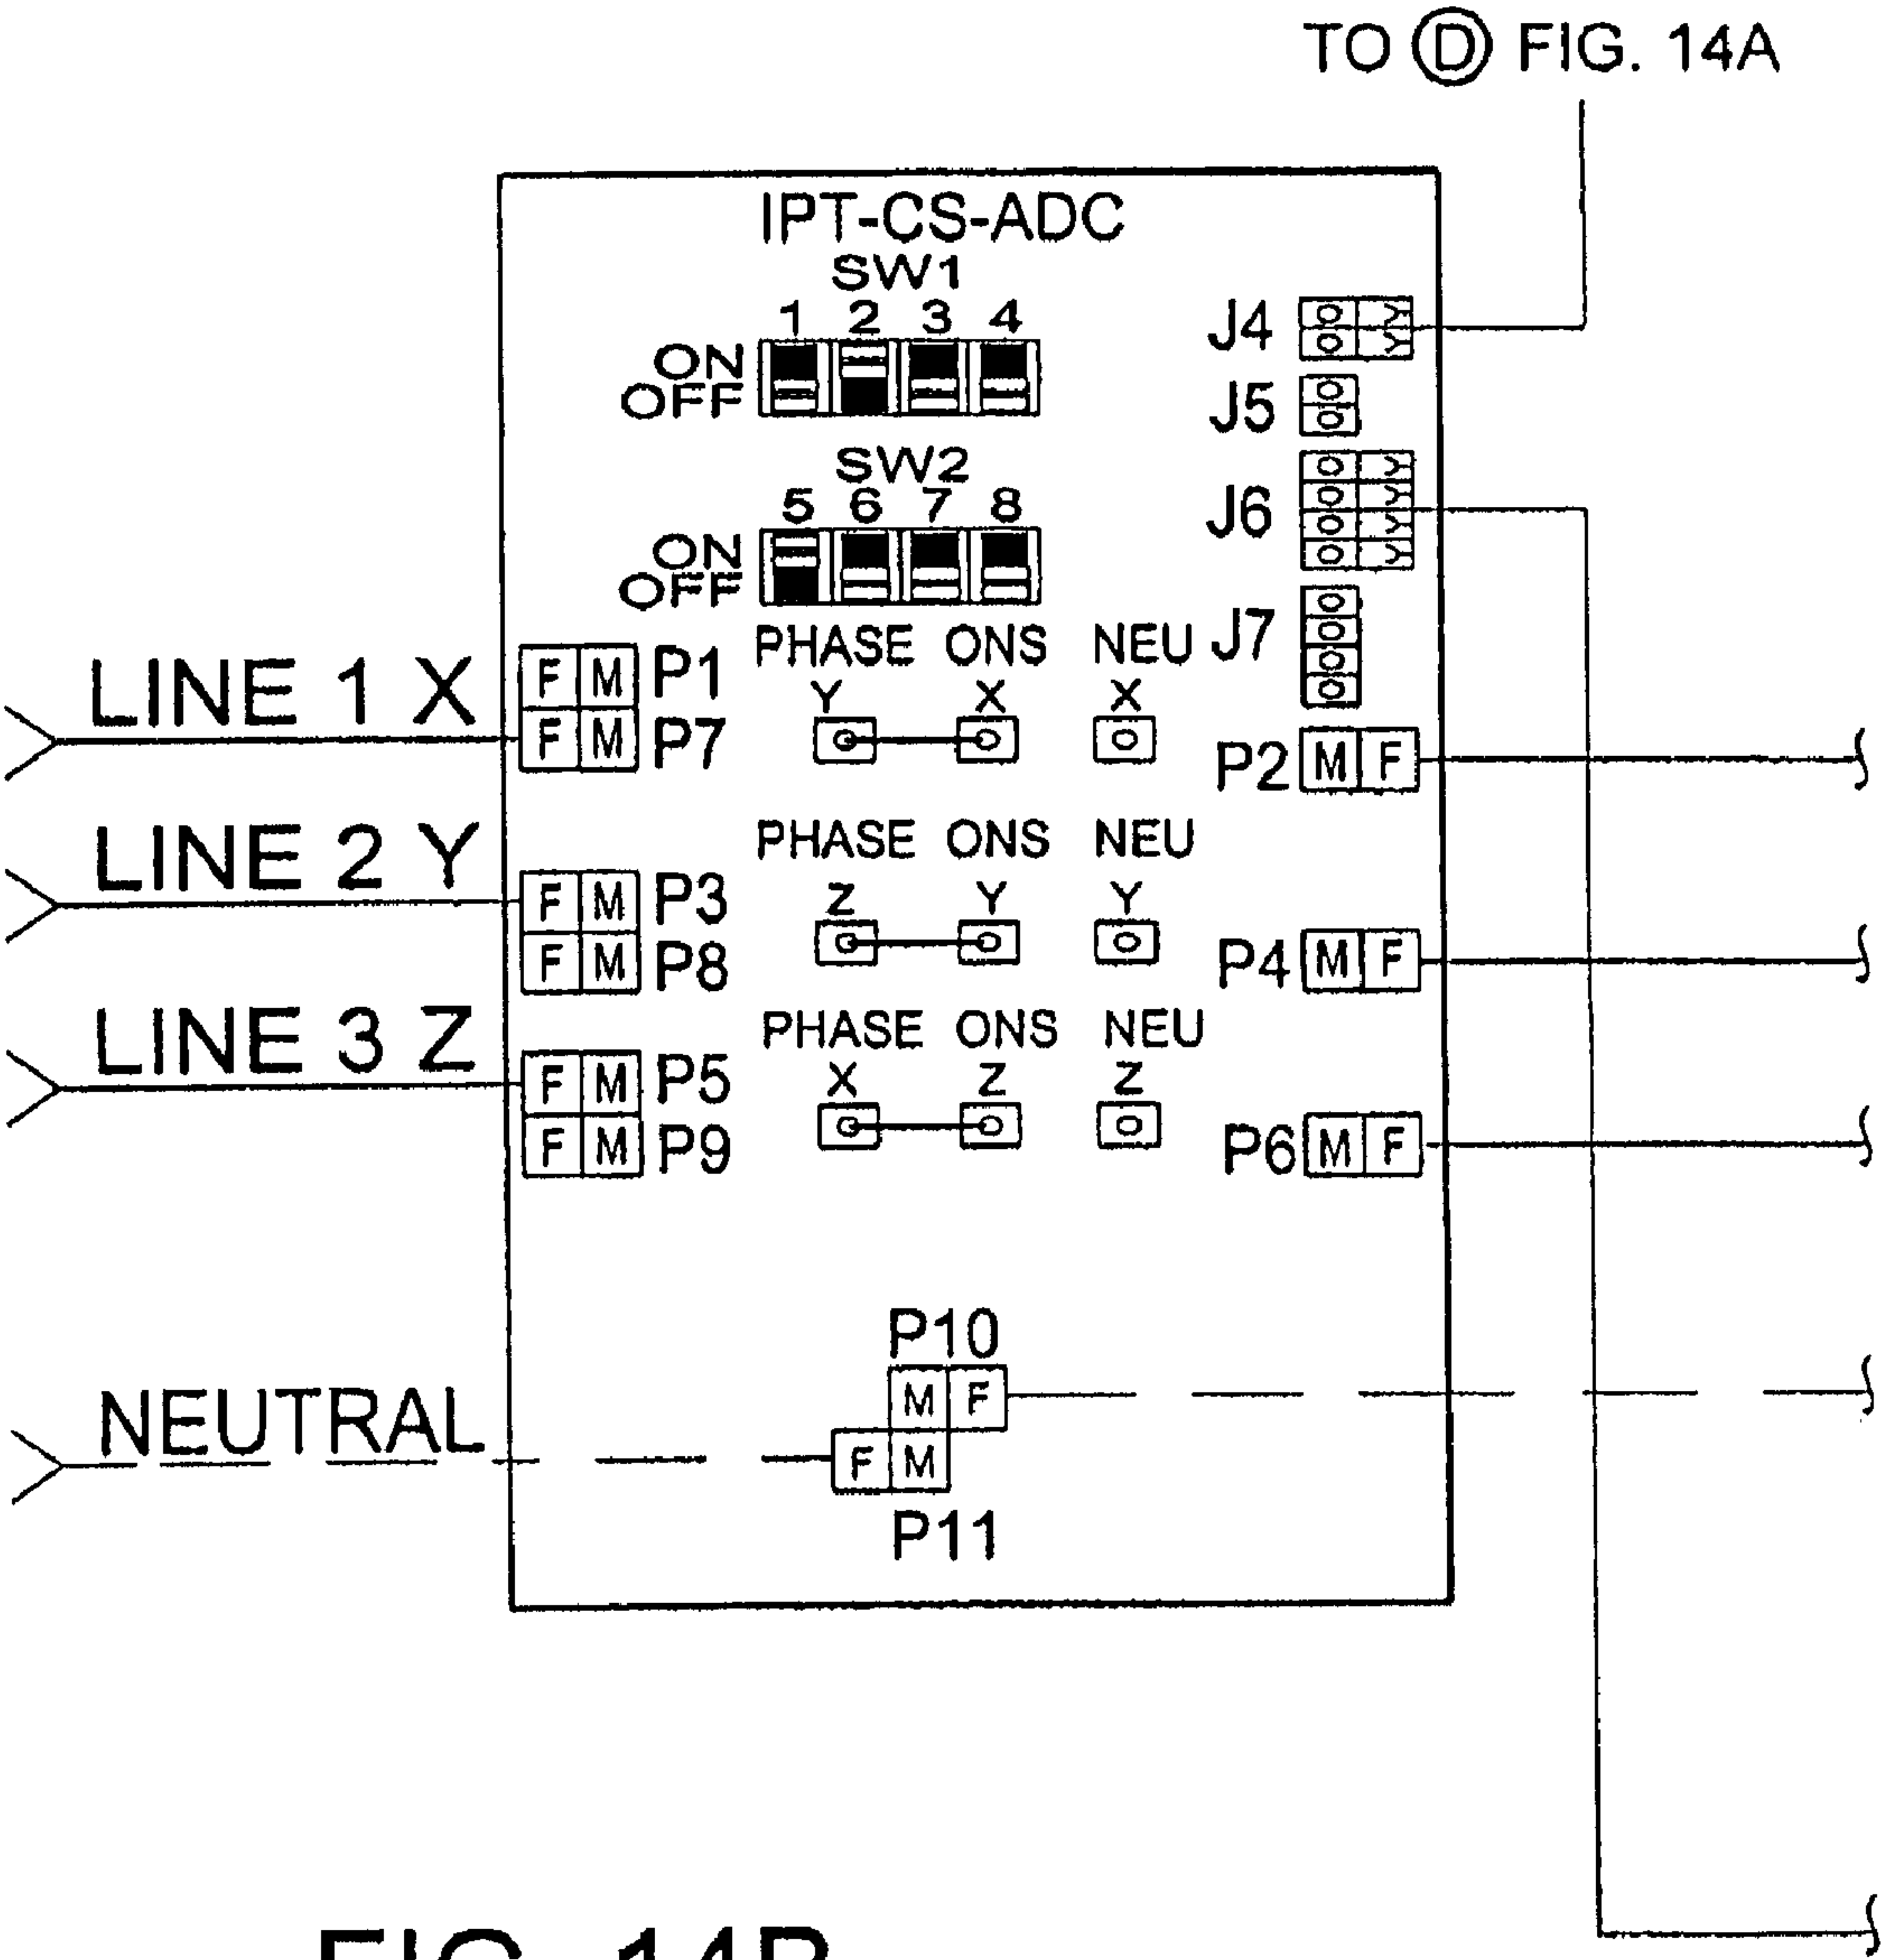 TO D FIG. 14A
IPT-CS-ADC
SW1
1 2 3 4
ON
OFF
SW2
5 6 7 8
ON
OFF
J4
J5
J6
J7
LINE 1 X
F M P1
F M P7
PHASE ONS NEU
Y X X
P2 M F
LINE 2 Y
F M P3
F M P8
PHASE ONS NEU
Z Y Y
P4 M F
LINE 3 Z
F M P5
F M P9
PHASE ONS NEU
X Z Z
P6 M F
NEUTRAL
P10
M F
F M
P11
FIG. 14B